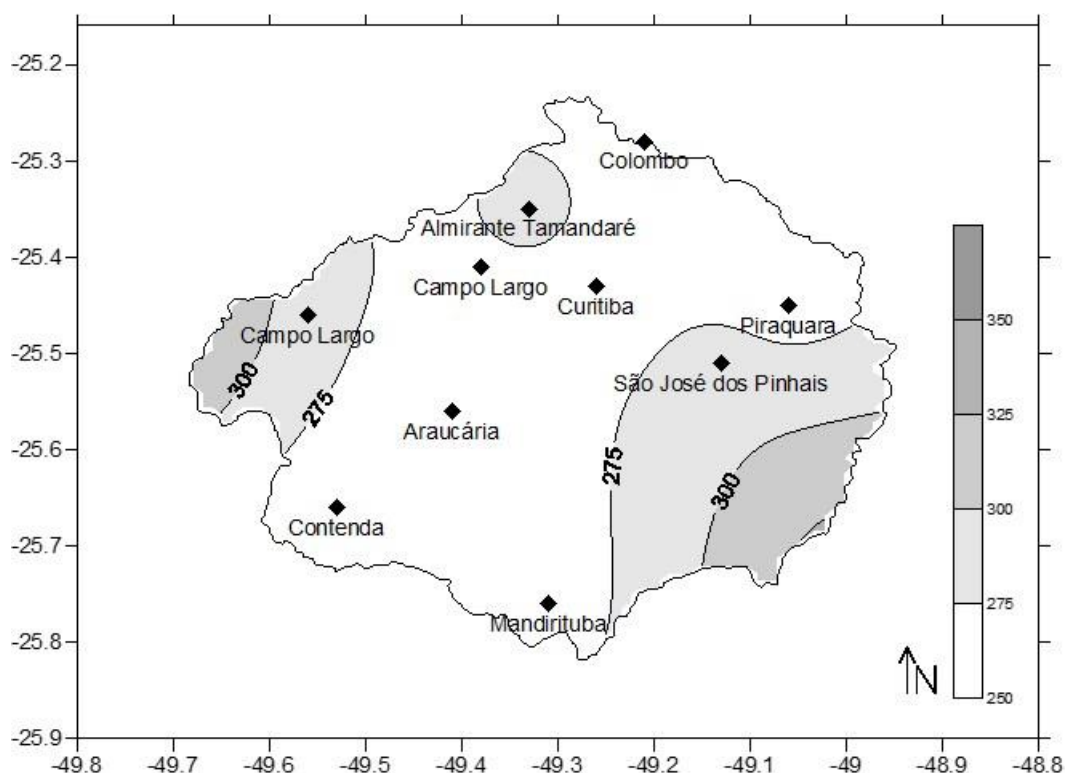 -25.2
-25.3
-25.4
-25.5
-25.6
-25.7
-25.8
-25.9
Colombo
Almirante Tamandaré
Campo Largo
Curitiba
Piraquara
Campo Largo
São José dos Pinhais
Araucária
Contenda
Mandirituba
300
275
275
300
350
325
300
275
250
N
-49.8 -49.7 -49.6 -49.5 -49.4 -49.3 -49.2 -49.1 -49 -48.9 -48.8